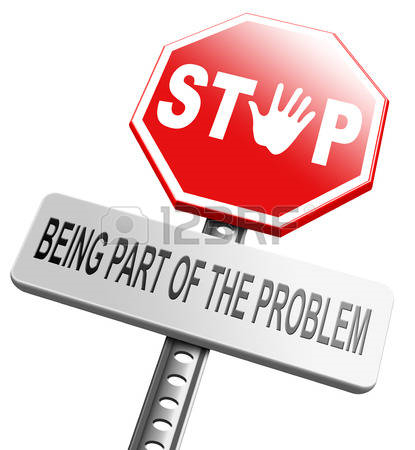 STOP
BEING PART OF THE PROBLEM
123RF